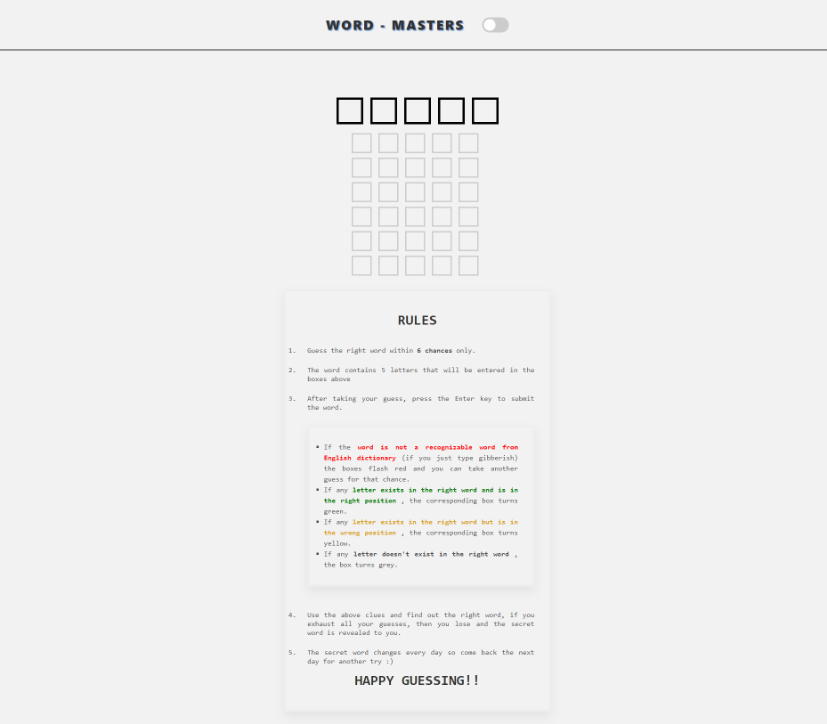 WORD - MASTERS
RULES
1. Guess the right word within 6 chances only.
2. The word contains 5 letters that will be entered in the
boxes above
3. After taking your guess, press the Enter key to submit
the word.
▪ If the word is not a recognizable word from
English dictionary (if you just type gibberish)
the boxes flash red and you can take another
guess for that chance.
▪ If any letter exists in the right word and is in
the right position , the corresponding box turns
green.
▪ If any letter exists in the right word but is in
the wrong position , the corresponding box turns
yellow.
▪ If any letter doesn't exist in the right word ,
the box turns grey.
4. Use the above clues and find out the right word, if you
exhaust all your guesses, then you lose and the secret
word is revealed to you.
5. The secret word changes every day so come back the next
day for another try :)
HAPPY GUESSING!!